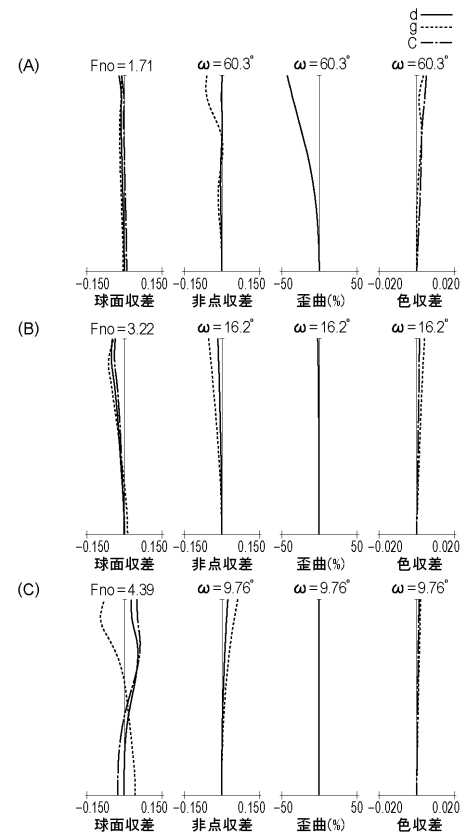 d
g
C
(A)
Fno=1.71 ω=60.3° ω=60.3° ω=60.3°
-0.150 0.150 -0.150 0.150 -50 50 -0.020 0.020
球面収差 非点収差 歪曲(%) 色収差
(B)
Fno=3.22 ω=16.2° ω=16.2° ω=16.2°
-0.150 0.150 -0.150 0.150 -50 50 -0.020 0.020
球面収差 非点収差 歪曲(%) 色収差
(C)
Fno=4.39 ω=9.76° ω=9.76° ω=9.76°
-0.150 0.150 -0.150 0.150 -50 50 -0.020 0.020
球面収差 非点収差 歪曲(%) 色収差